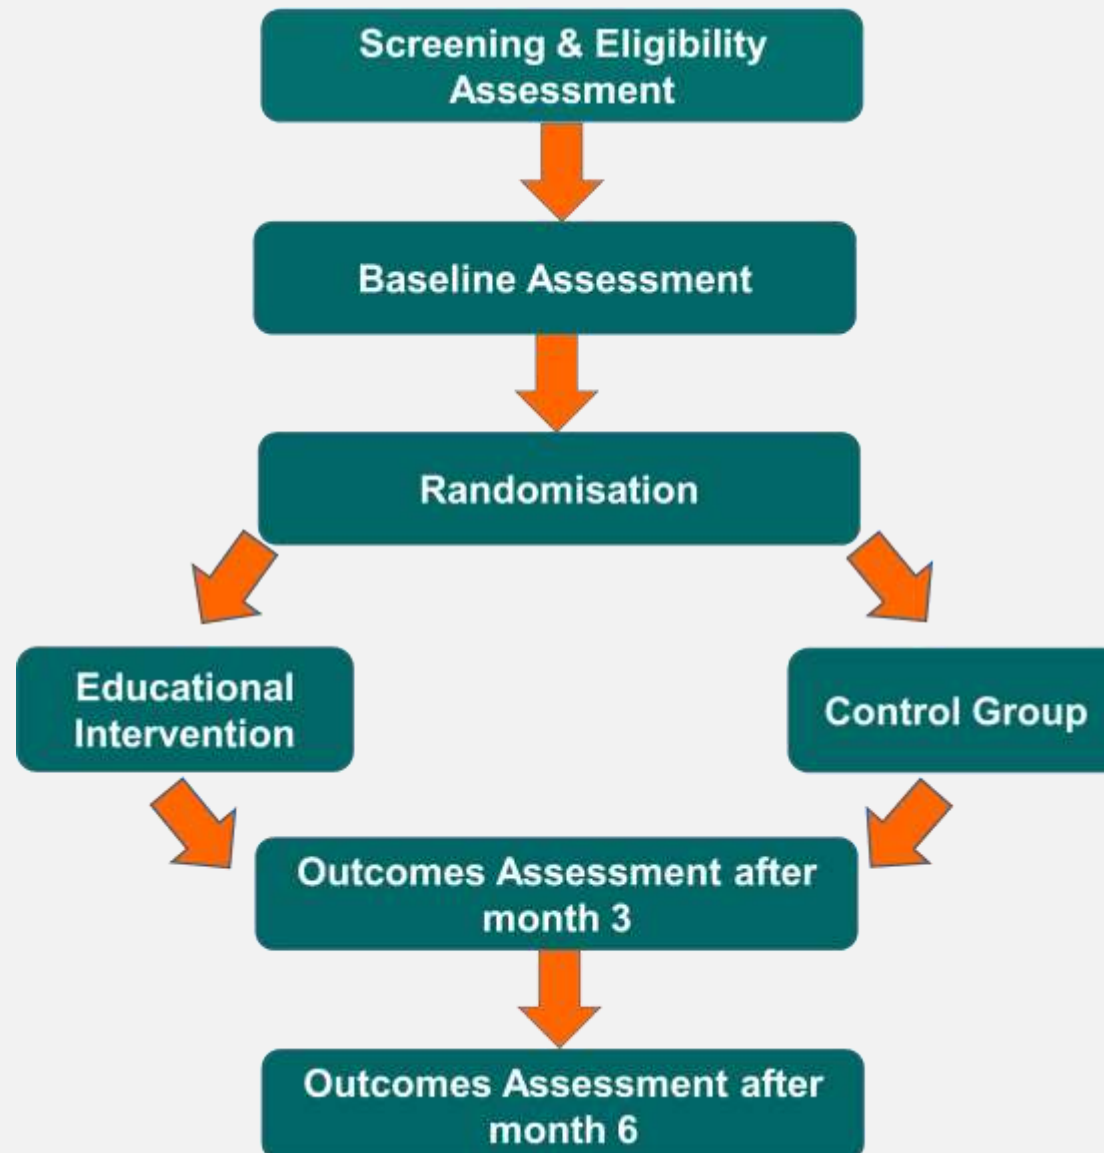 Screening & Eligibility
Assessment
Baseline Assessment
Randomisation
Educational
Intervention
Control Group
Outcomes Assessment after
month 3
Outcomes Assessment after
month 6